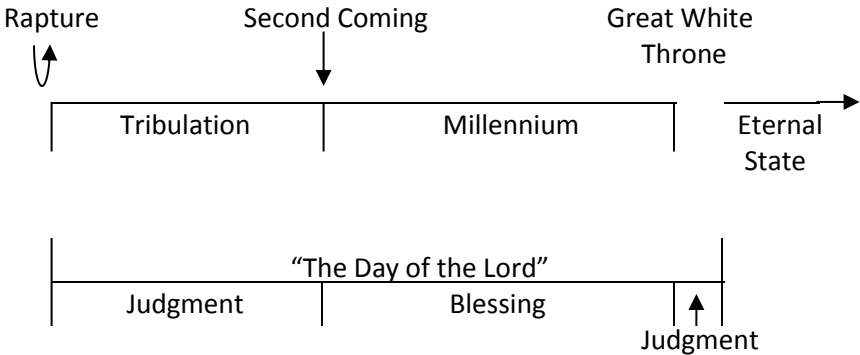 Rapture
Second Coming
Great White
Throne
Tribulation
Millennium
Eternal
State
“The Day of the Lord”
Judgment
Blessing
Judgment